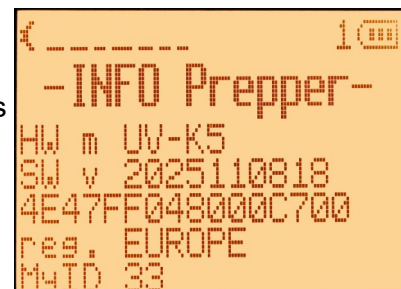 1
-INFO Prepper-
s
HW m UV-K5
SW v 2025110818
4E47FF048000C700
reg. EUROPE
MyID 33